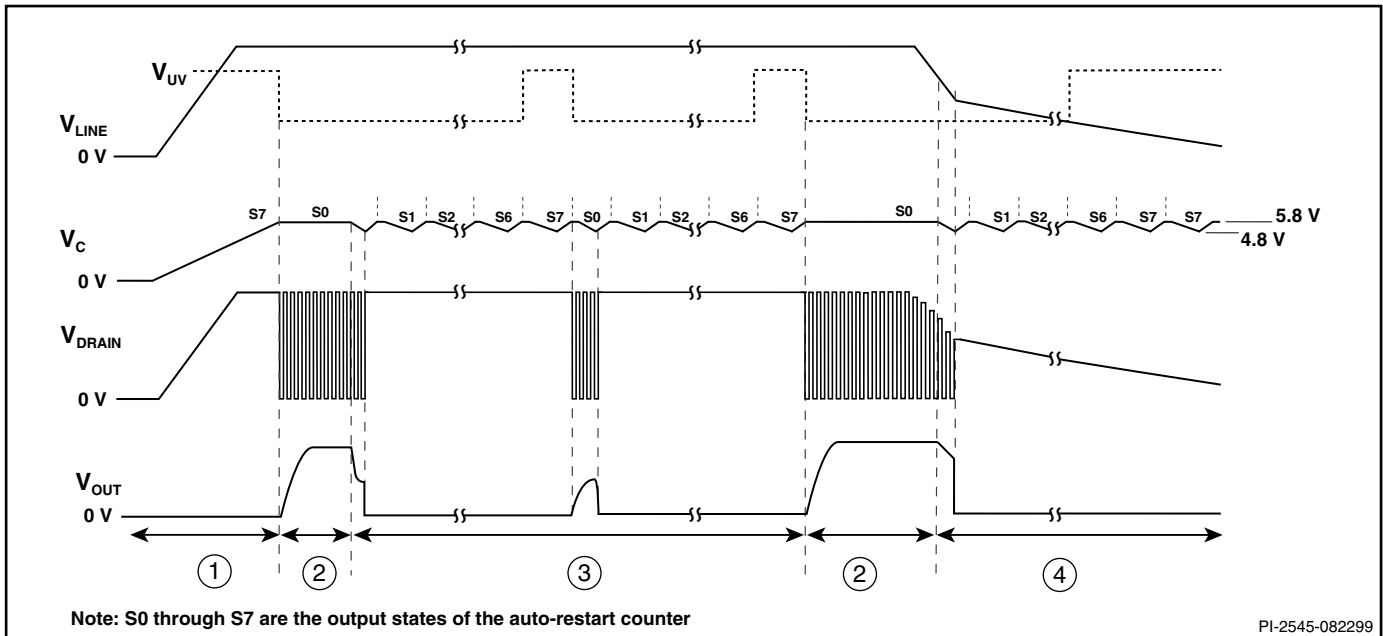 V_UV
V_LINE
0 V
S7 S0 S1 S2 S6 S7 S0 S1 S2 S6 S7 S0 S1 S2 S6 S7 S7
5.8 V
4.8 V
V_C
0 V
V_DRAIN
0 V
V_OUT
0 V
1 2 3 2 4
Note: S0 through S7 are the output states of the auto-restart counter
PI-2545-082299